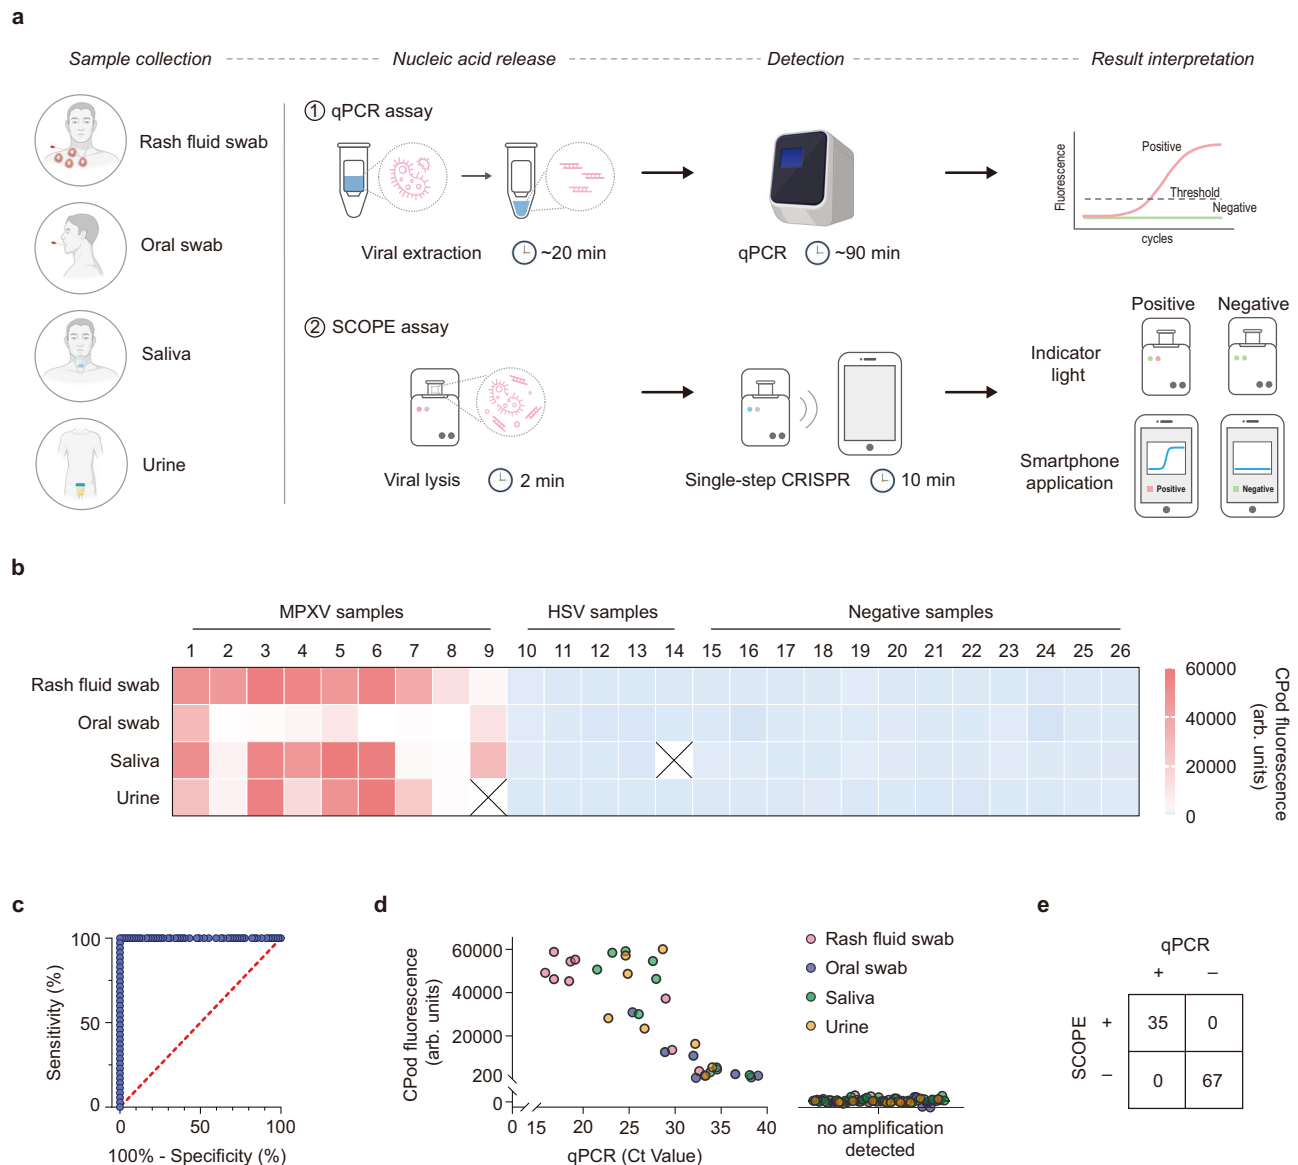 a
Sample collection
Nucleic acid release
Detection
Result interpretation
Rash fluid swab
Oral swab
Saliva
Urine
① qPCR assay
Viral extraction
~20 min
qPCR
~90 min
Fluorescence
Positive
Threshold
Negative
cycles
② SCOPE assay
Viral lysis
2 min
Single-step CRISPR
10 min
Positive
Negative
Indicator
light
Smartphone
application
Positive
Negative
b
MPXV samples
HSV samples
Negative samples
1 2 3 4 5 6 7 8 9 10 11 12 13 14 15 16 17 18 19 20 21 22 23 24 25 26
Rash fluid swab
Oral swab
Saliva
Urine
60000
40000
20000
0
CPod fluorescence
(arb. units)
c
Sensitivity (%)
100
50
0
0 50 100
100% - Specificity (%)
d
CPod fluorescence
(arb. units)
60000
40000
20000
200
0
0 15 20 25 30 35 40
qPCR (Ct Value)
no amplification
detected
Rash fluid swab
Oral swab
Saliva
Urine
e
qPCR
+ −
SCOPE
+ 35 0
− 0 67